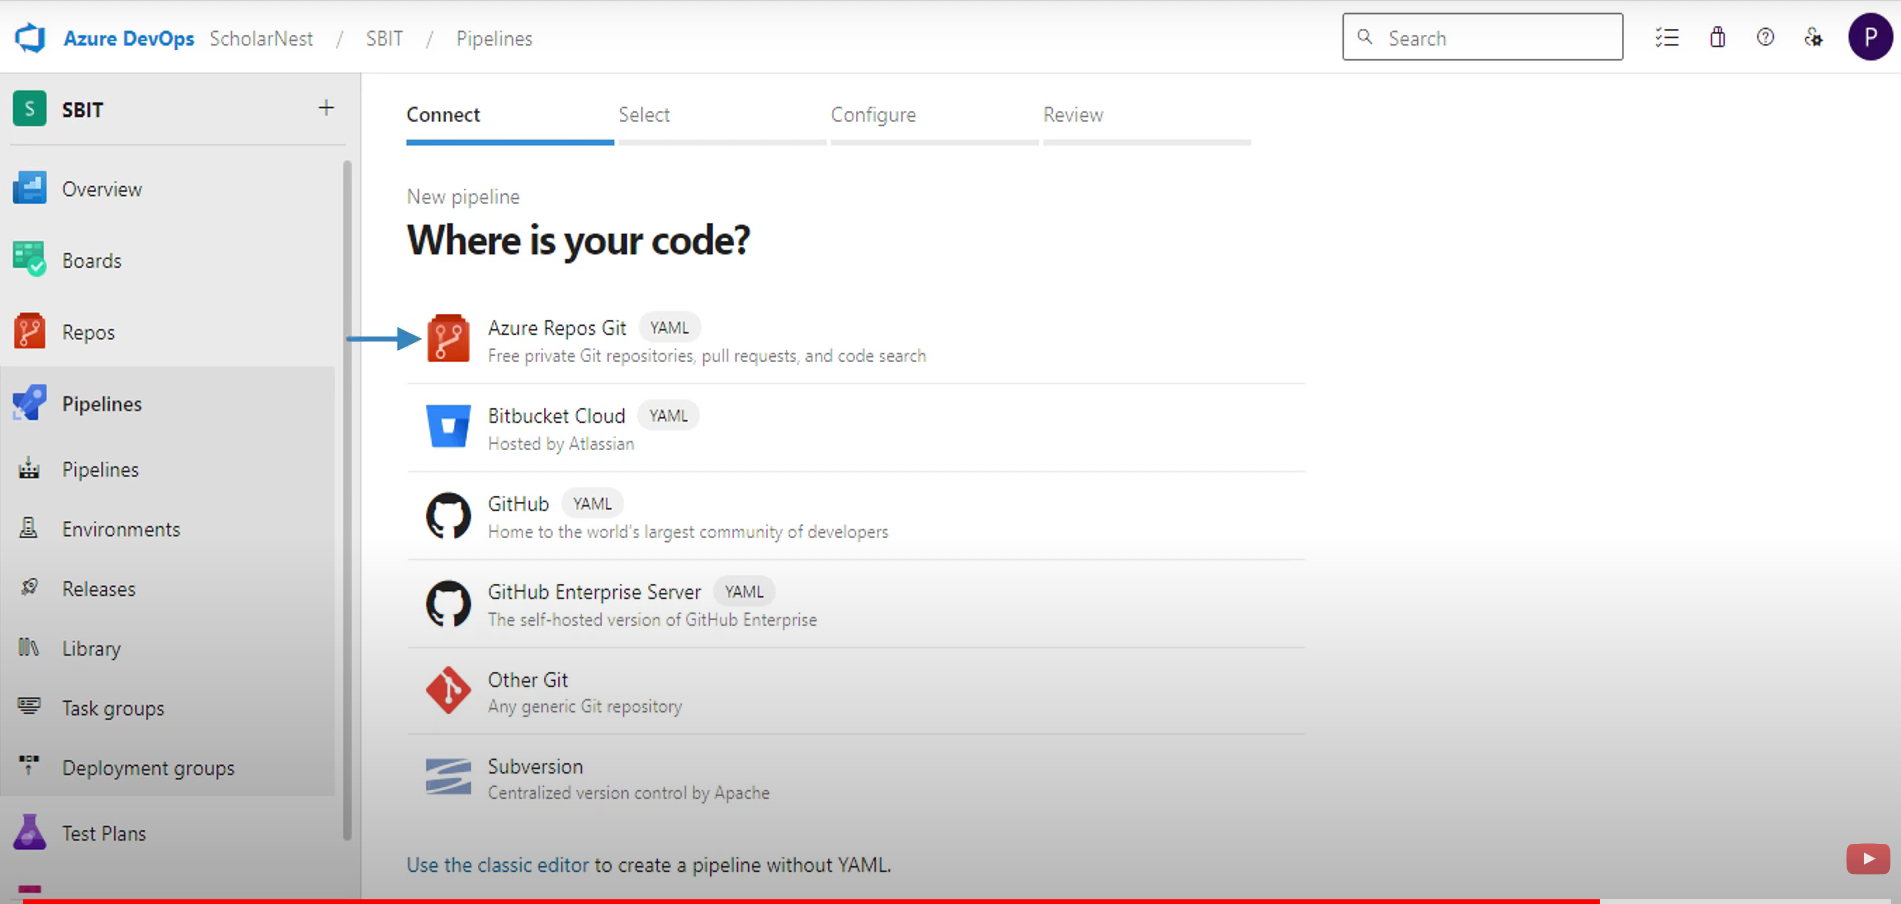 Azure DevOps ScholarNest / SBIT / Pipelines
Search
P
S SBIT +
Overview
Boards
Repos
Pipelines
Pipelines
Environments
Releases
Library
Task groups
Deployment groups
Test Plans
Connect Select Configure Review
New pipeline
Where is your code?
Azure Repos Git YAML
Free private Git repositories, pull requests, and code search
Bitbucket Cloud YAML
Hosted by Atlassian
GitHub YAML
Home to the world's largest community of developers
GitHub Enterprise Server YAML
The self-hosted version of GitHub Enterprise
Other Git
Any generic Git repository
Subversion
Centralized version control by Apache
Use the classic editor to create a pipeline without YAML.